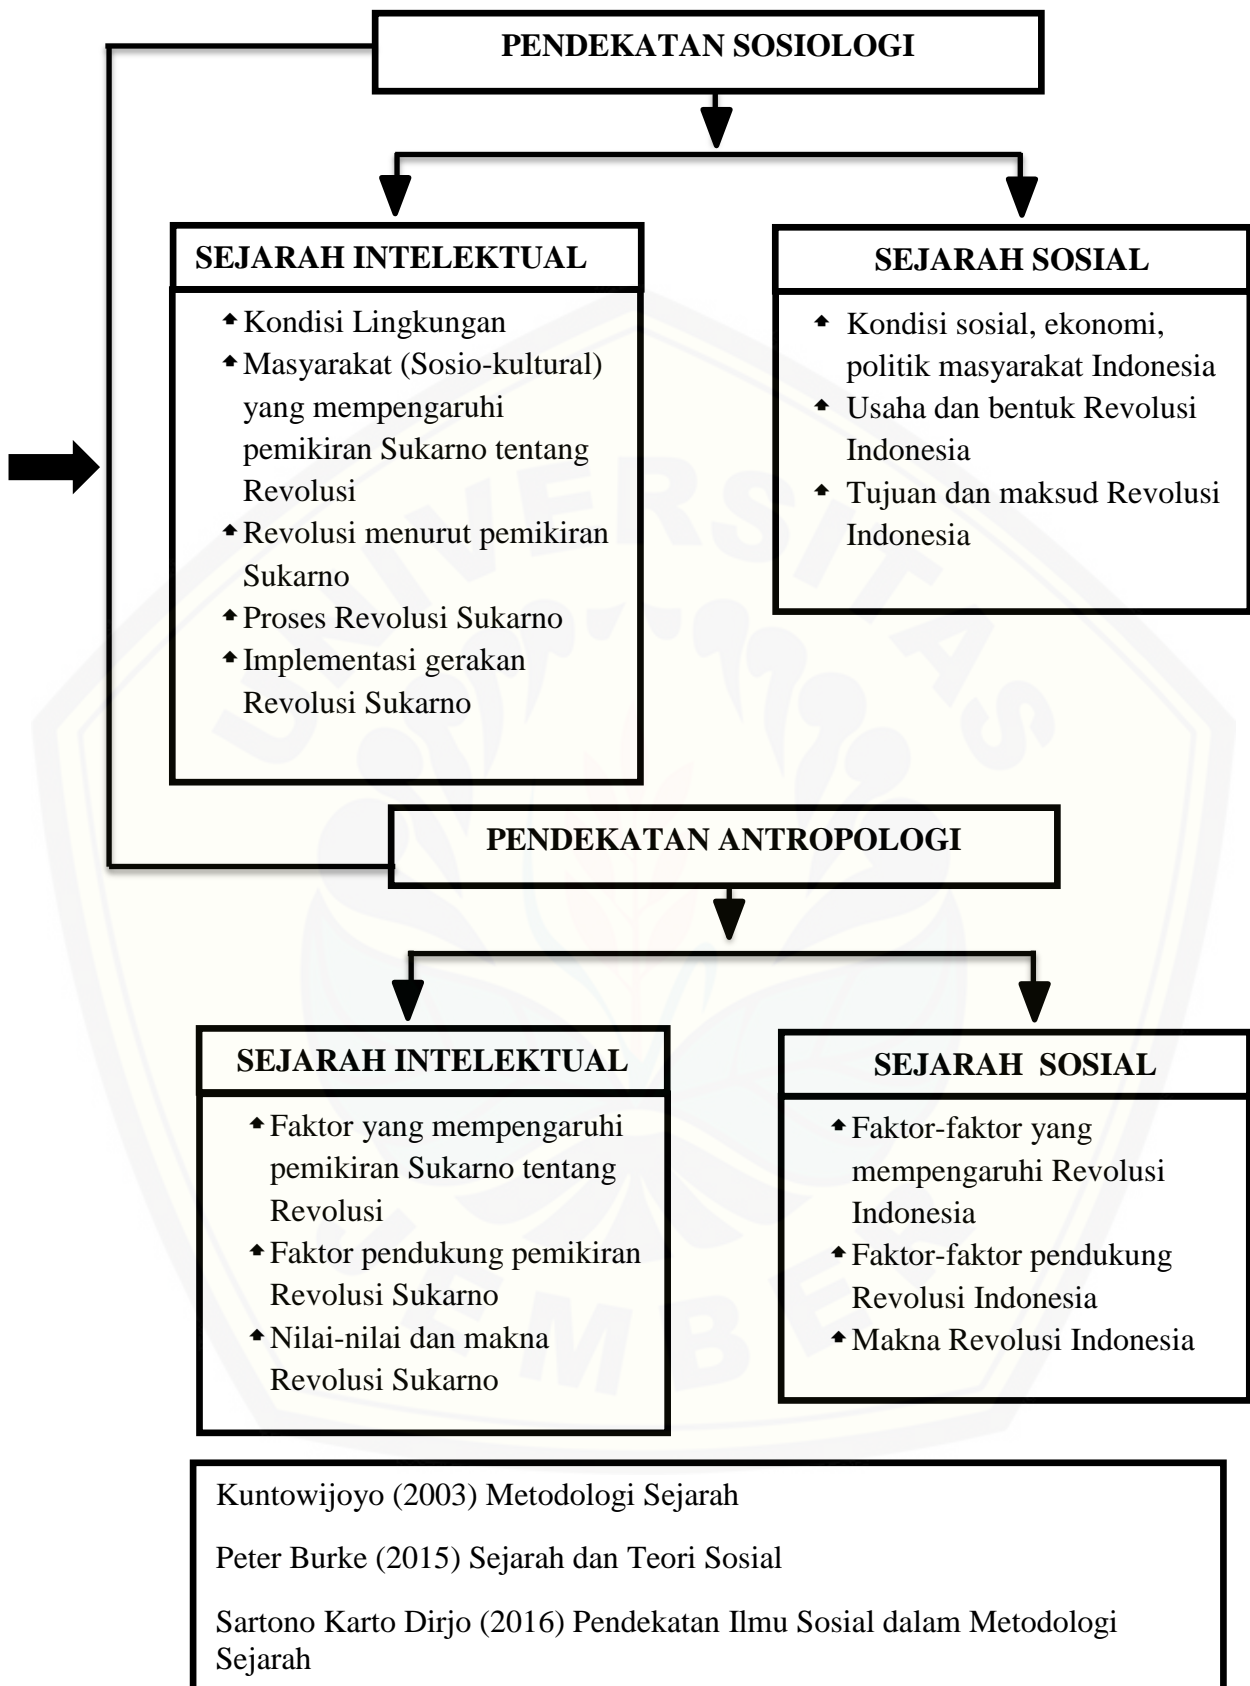 PENDEKATAN SOSIOLOGI
SEJARAH INTELEKTUAL
Kondisi Lingkungan
Masyarakat (Sosio-kultural)
yang mempengaruhi
pemikiran Sukarno tentang
Revolusi
Revolusi menurut pemikiran
Sukarno
Proses Revolusi Sukarno
Implementasi gerakan
Revolusi Sukarno
SEJARAH SOSIAL
Kondisi sosial, ekonomi,
politik masyarakat Indonesia
Usaha dan bentuk Revolusi
Indonesia
Tujuan dan maksud Revolusi
Indonesia
PENDEKATAN ANTROPOLOGI
SEJARAH INTELEKTUAL
Faktor yang mempengaruhi
pemikiran Sukarno tentang
Revolusi
Faktor pendukung pemikiran
Revolusi Sukarno
Nilai-nilai dan makna
Revolusi Sukarno
SEJARAH SOSIAL
Faktor-faktor yang
mempengaruhi Revolusi
Indonesia
Faktor-faktor pendukung
Revolusi Indonesia
Makna Revolusi Indonesia
Kuntowijoyo (2003) Metodologi Sejarah
Peter Burke (2015) Sejarah dan Teori Sosial
Sartono Karto Dirjo (2016) Pendekatan Ilmu Sosial dalam Metodologi
Sejarah
UNIVERSITAS
JEMBER